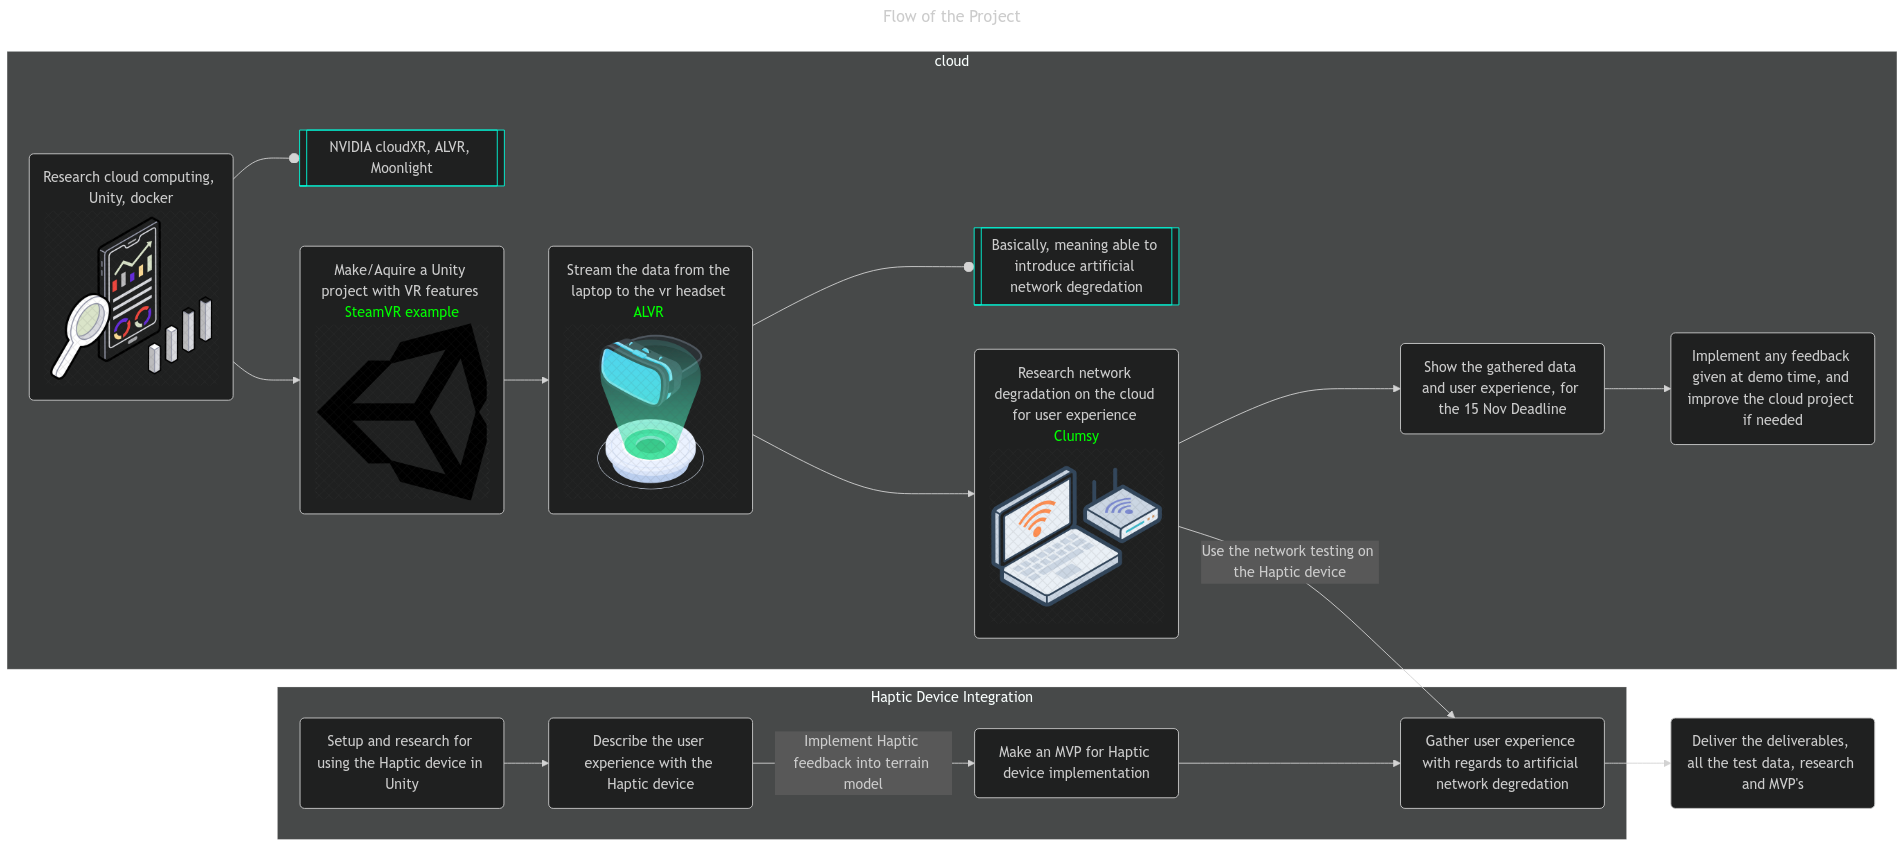 Flow of the Project
cloud
Research cloud computing,
Unity, docker
NVIDIA cloudXR, ALVR,
Moonlight
Make/Aquire a Unity
project with VR features
SteamVR example
Stream the data from the
laptop to the vr headset
ALVR
Basically, meaning able to
introduce artificial
network degredation
Research network
degradation on the cloud
for user experience
Clumsy
Show the gathered data
and user experience, for
the 15 Nov Deadline
Implement any feedback
given at demo time, and
improve the cloud project
if needed
Use the network testing on
the Haptic device
Haptic Device Integration
Setup and research for
using the Haptic device in
Unity
Describe the user
experience with the
Haptic device
Implement Haptic
feedback into terrain
model
Make an MVP for Haptic
device implementation
Gather user experience
with regards to artificial
network degredation
Deliver the deliverables,
all the test data, research
and MVP's